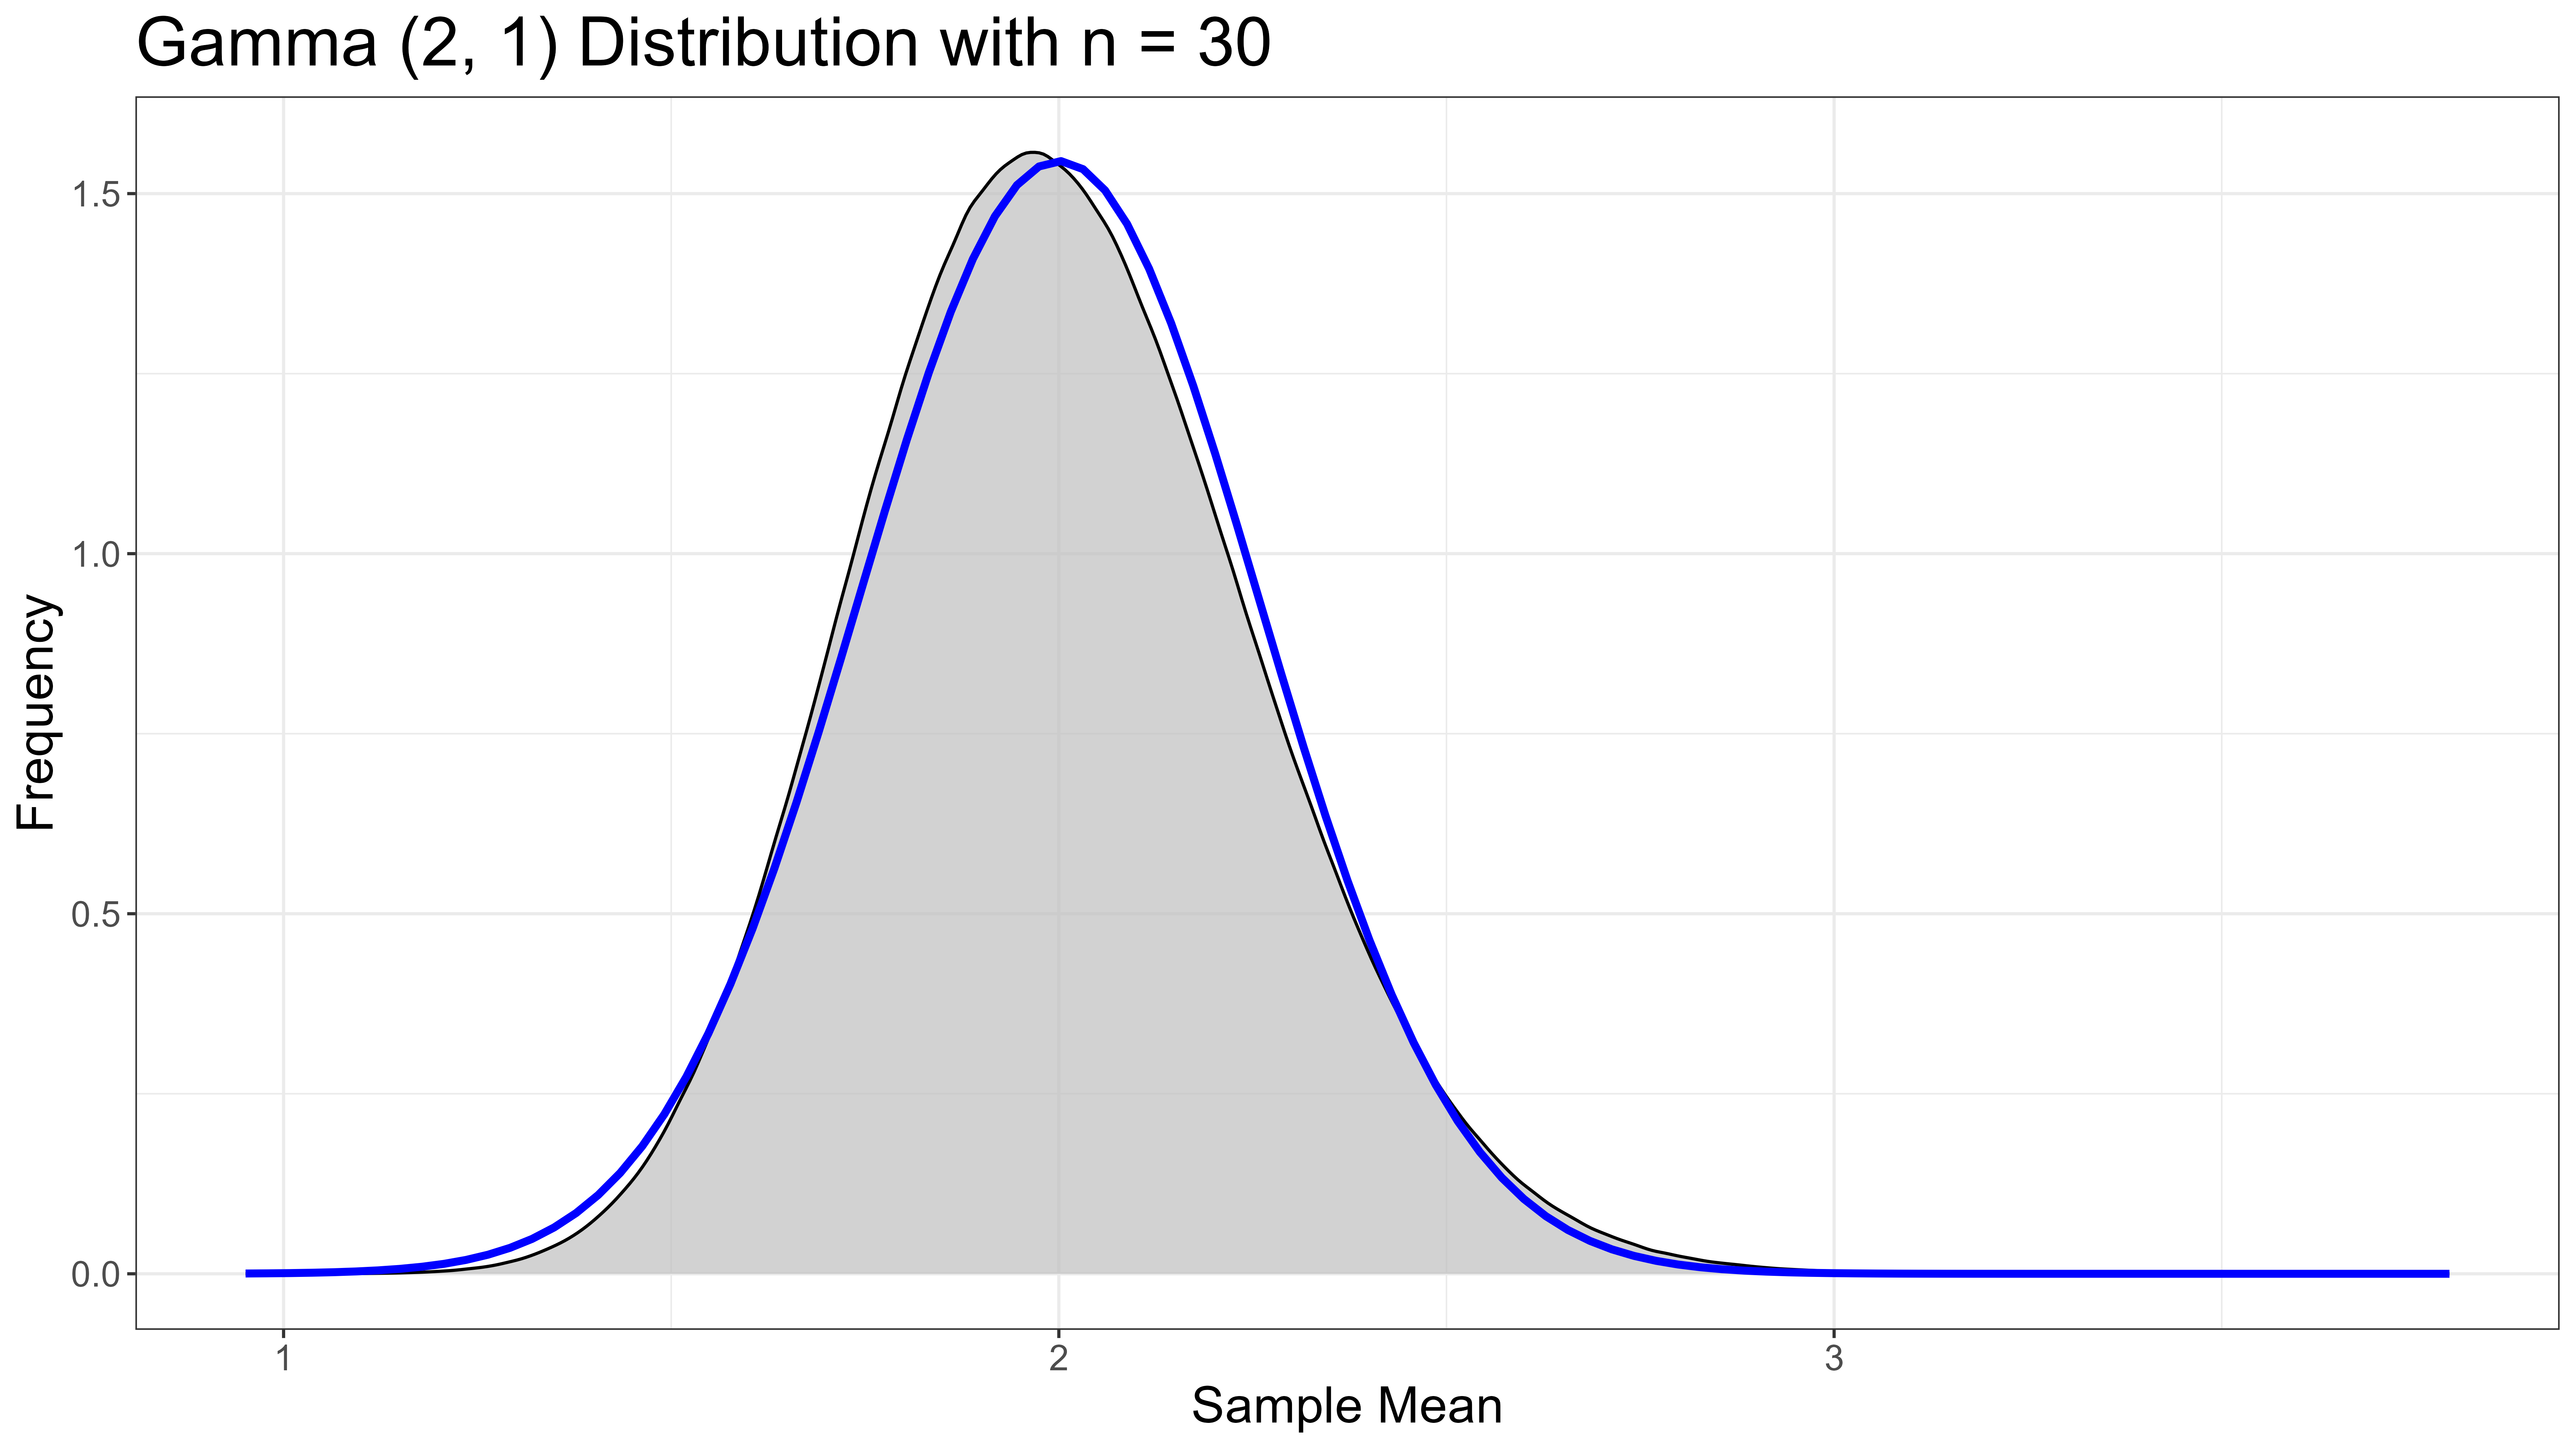 Gamma (2, 1) Distribution with n = 30
1.5
1.0
0.5
0.0
Frequency
1 2 3
Sample Mean